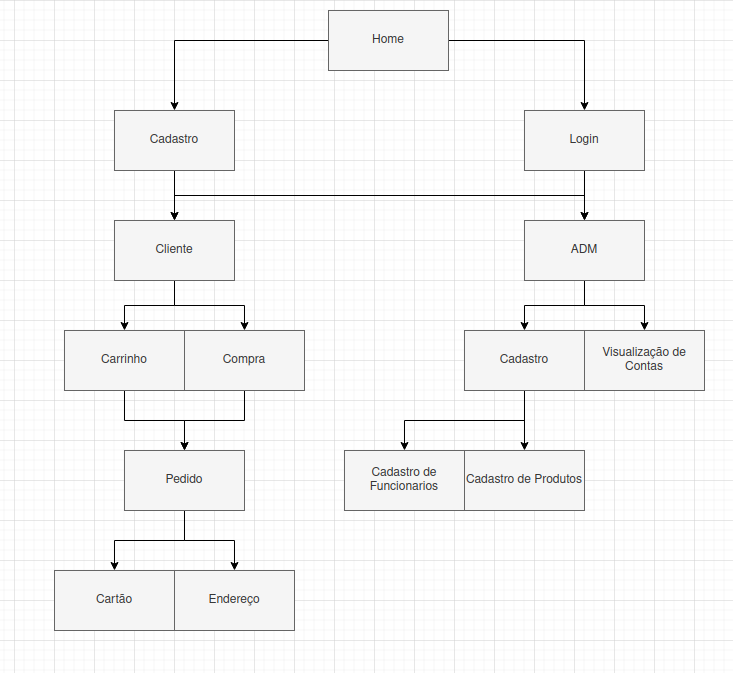 Home
Cadastro
Login
Cliente
ADM
Carrinho
Compra
Cadastro
Visualização de
Contas
Pedido
Cadastro de
Funcionarios
Cadastro de Produtos
Cartão
Endereço